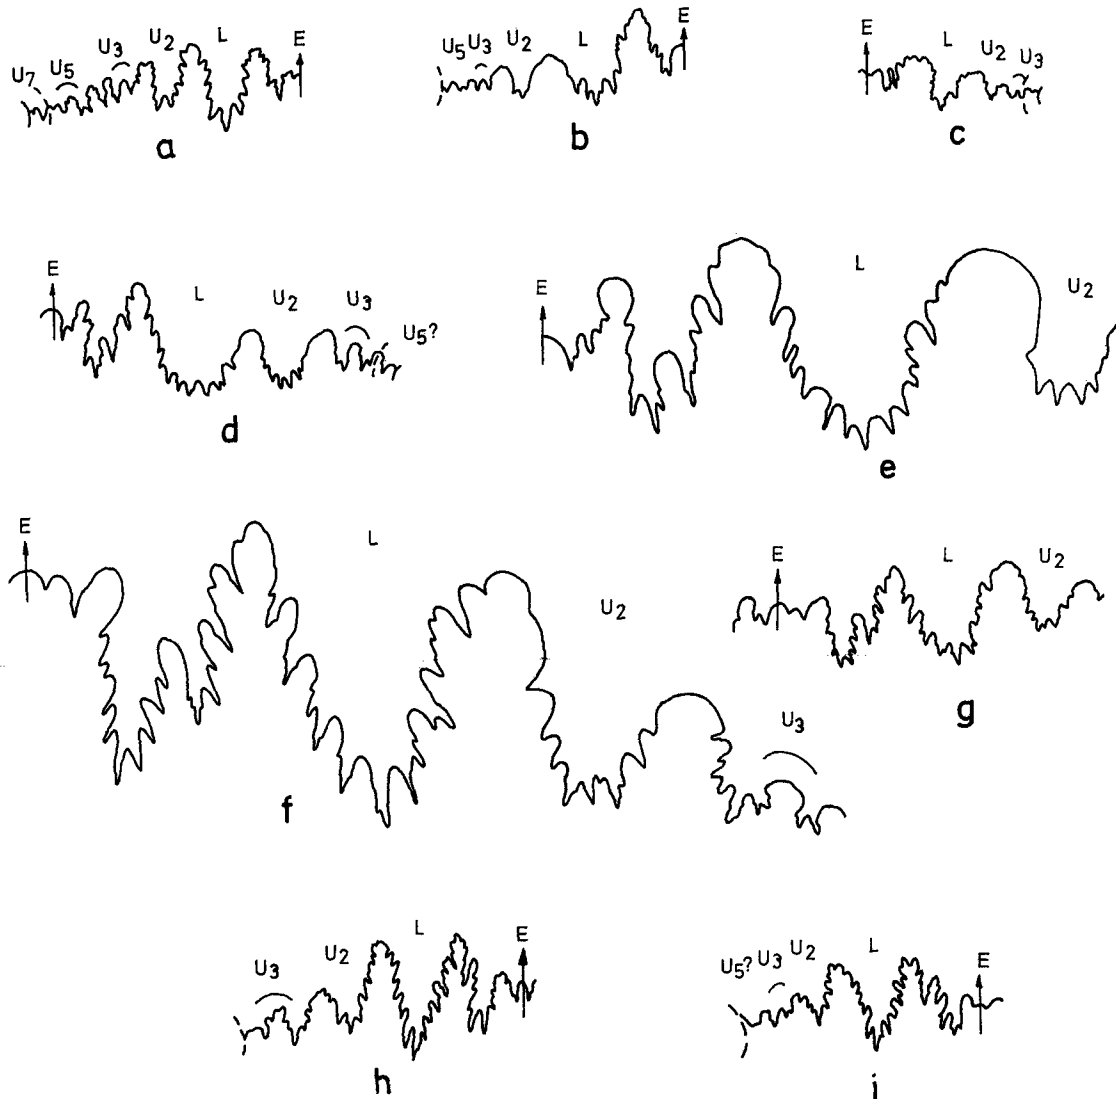 U7 U5 U3 U2 L E
a
U5 U3 U2 L E
b
E L U2 U3
c
E L U2 U3 U5?
d
E L U2
e
E L U2 U3
f
E L U2
g
U3 U2 L E
h
U5? U3 U2 L E
i